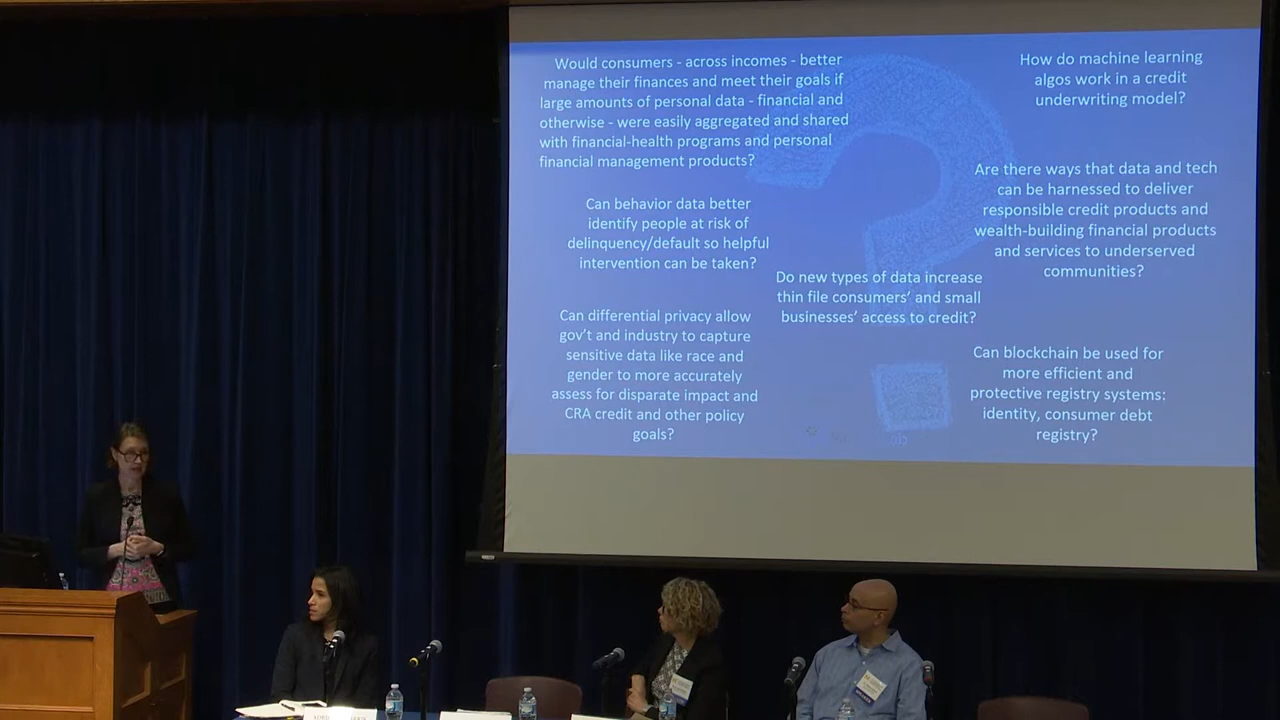 Would consumers - across incomes - better
manage their finances and meet their goals if
large amounts of personal data - financial and
otherwise - were easily aggregated and shared
with financial-health programs and personal
financial management products?
How do machine learning
algos work in a credit
underwriting model?
Can behavior data better
identify people at risk of
delinquency/default so helpful
intervention can be taken?
Are there ways that data and tech
can be harnessed to deliver
responsible credit products and
wealth-building financial products
and services to underserved
communities?
Do new types of data increase
thin file consumers' and small
businesses' access to credit?
Can differential privacy allow
gov't and industry to capture
sensitive data like race and
gender to more accurately
assess for disparate impact and
CRA credit and other policy
goals?
Can blockchain be used for
more efficient and
protective registry systems:
identity, consumer debt
registry?